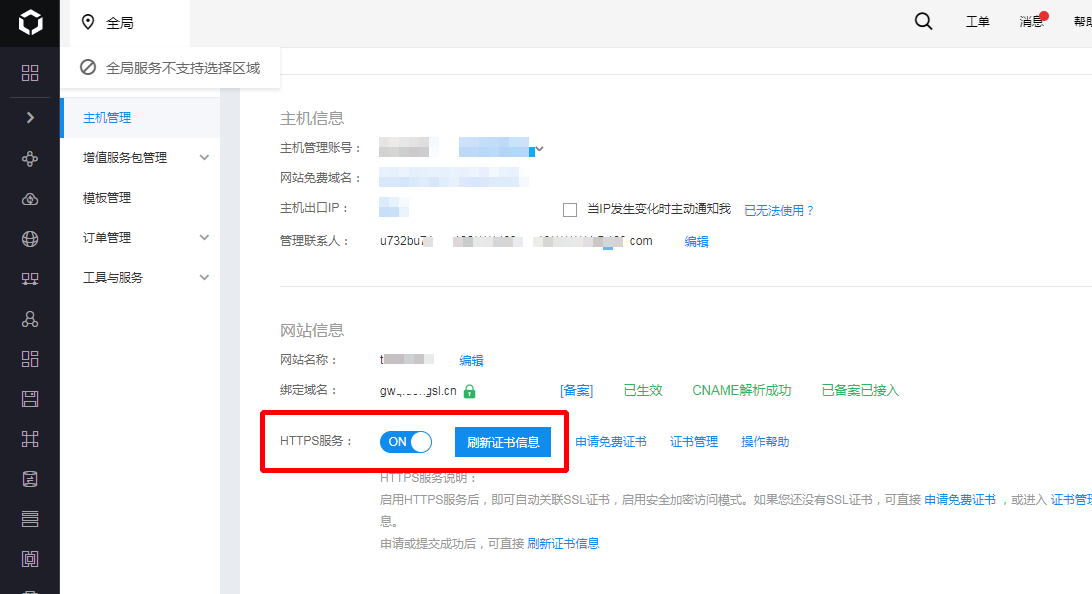 全局 工单 消息
全局服务不支持选择区域
主机管理
增值服务包管理
模板管理
订单管理
工具与服务
主机信息
主机管理账号：
网站免费域名：
主机出口IP： 当IP发生变化时主动通知我 已无法使用？
管理联系人： com 编辑
网站信息
网站名称： t 编辑
绑定域名： gsl.cn [备案] 已生效 CNAME解析成功 已备案已接入
HTTPS服务： ON 刷新证书信息 申请免费证书 证书管理 操作帮助
HTTPS服务说明：
启用HTTPS服务后，即可自动关联SSL证书，启用安全加密访问模式。如果您还没有SSL证书，可直接 申请免费证书 ，或进入 证书管理
息。
申请或提交成功后，可直接 刷新证书信息